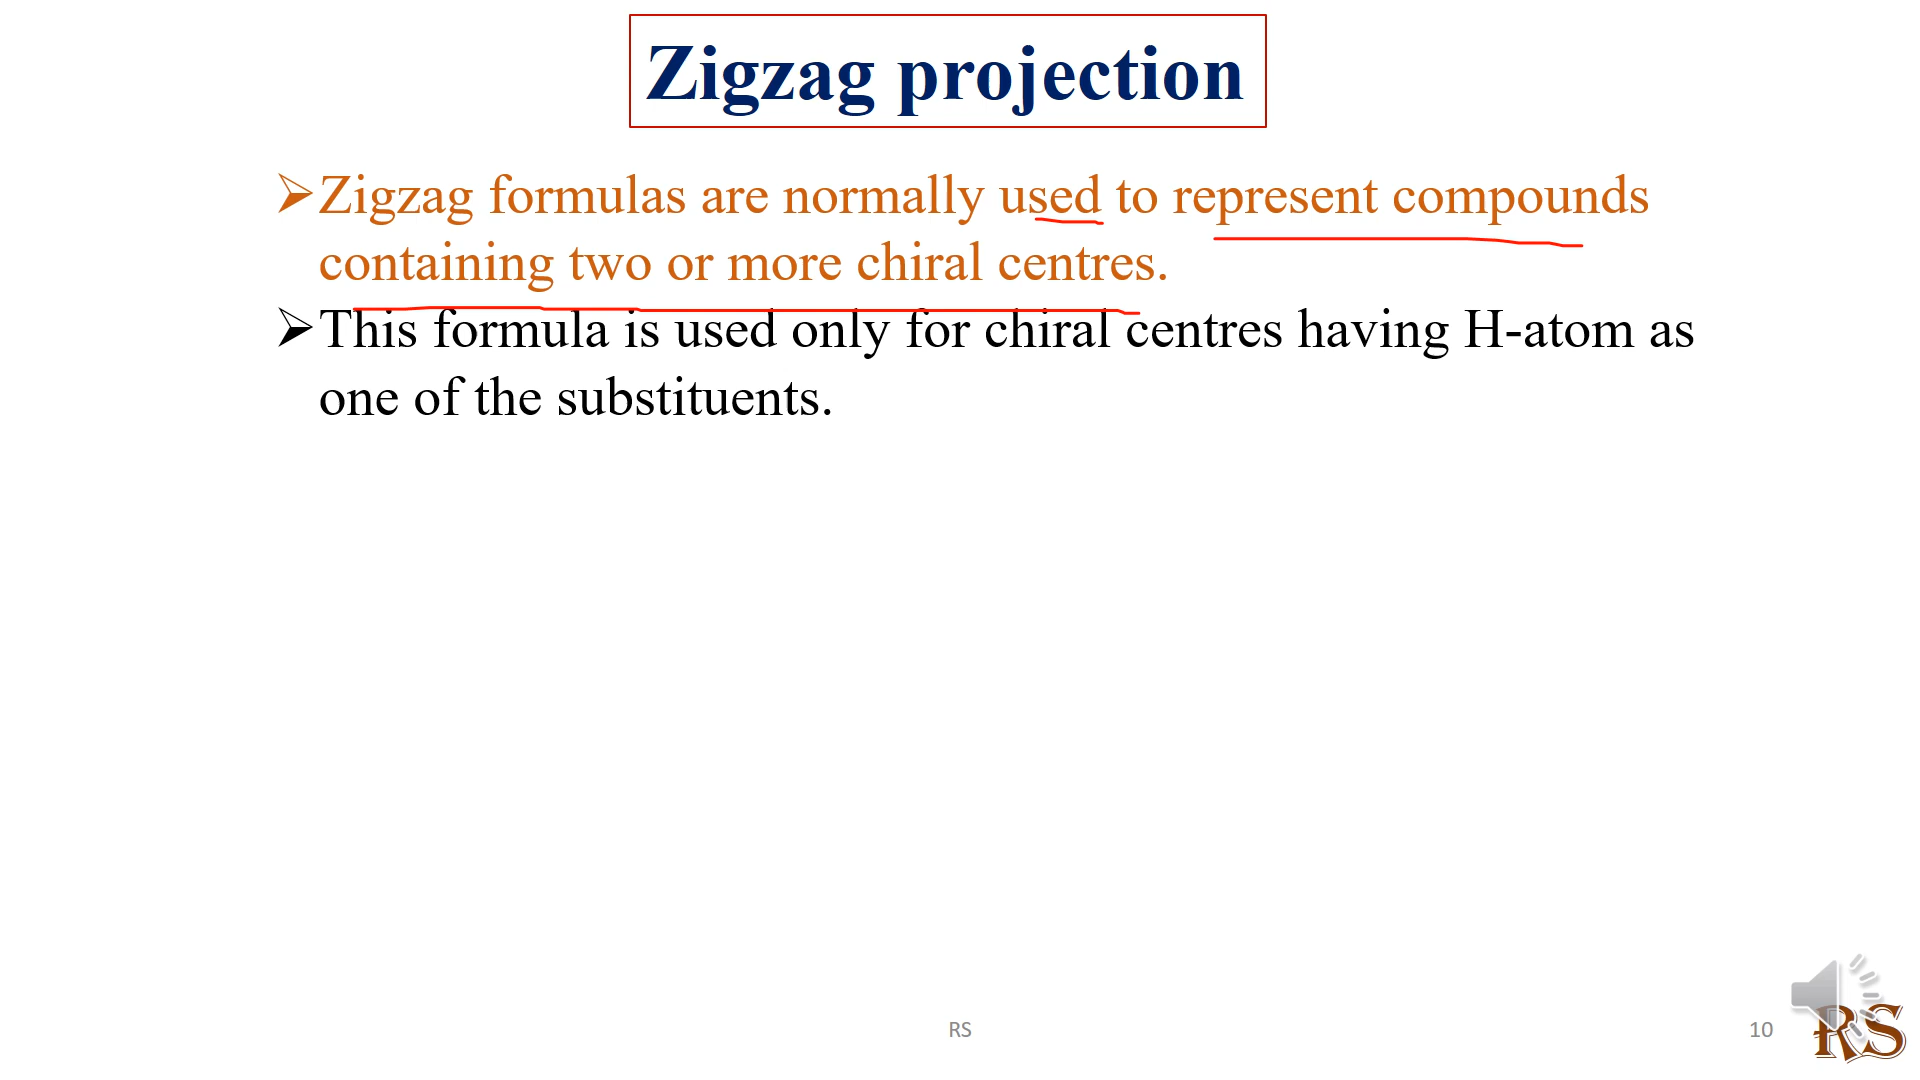 Zigzag projection
➢Zigzag formulas are normally used to represent compounds
containing two or more chiral centres.
➢This formula is used only for chiral centres having H-atom as
one of the substituents.
RS
10
RS